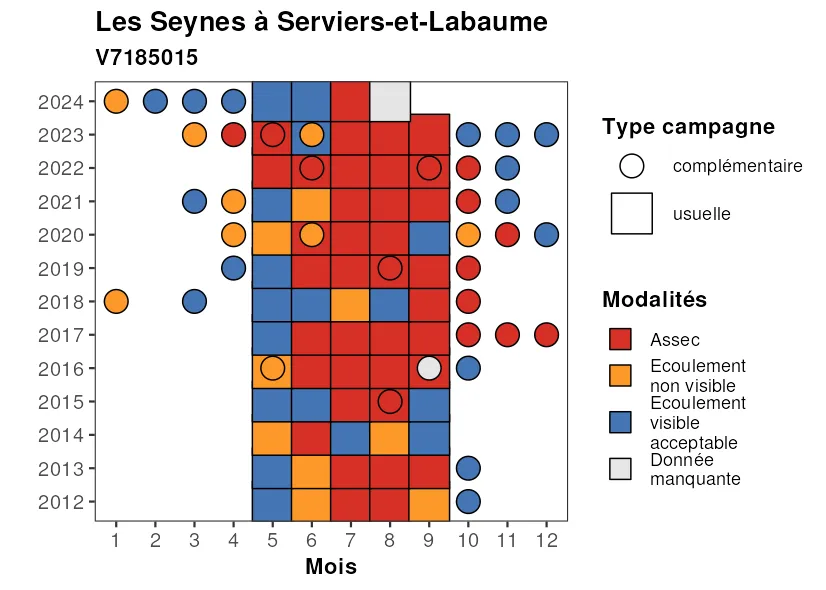 Les Seynes à Serviers-et-Labaume
V7185015
2024
2023
2022
2021
2020
2019
2018
2017
2016
2015
2014
2013
2012
1 2 3 4 5 6 7 8 9 10 11 12
Mois
Type campagne
complémentaire
usuelle
Modalités
Assec
Ecoulement
non visible
Ecoulement
visible
acceptable
Donnée
manquante